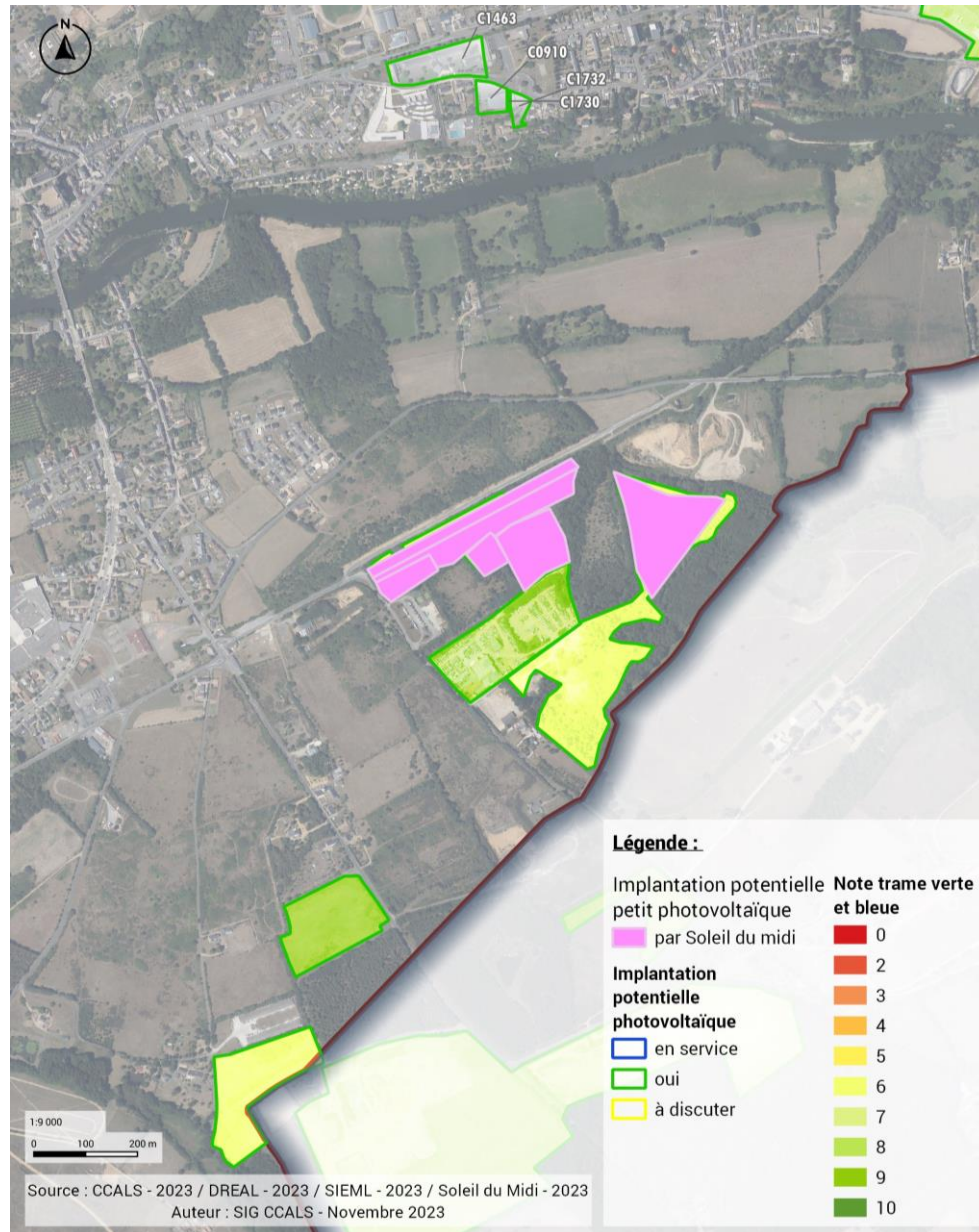 N
C1463
C0910
C1732
C1730
Légende :
Implantation potentielle
petit photovoltaïque
par Soleil du midi
Implantation
potentielle
photovoltaïque
en service
oui
à discuter
Note trame verte
et bleue
0
2
3
4
5
6
7
8
9
10
1:9 000
0 100 200 m
Source : CCALS - 2023 / DREAL - 2023 / SIEML - 2023 / Soleil du Midi - 2023
Auteur : SIG CCALS - Novembre 2023